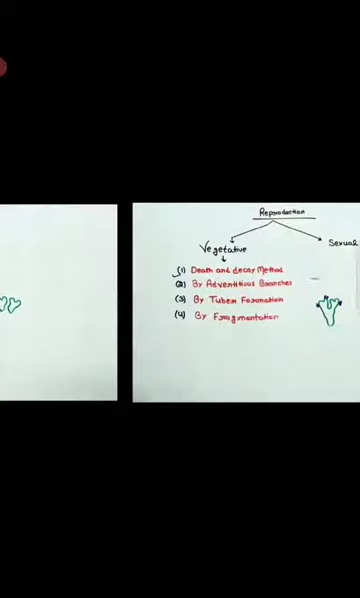 Reproduction
Vegetative
Sexual
(1) Death and decay Method
(2) By Adventitious Branches
(3) By Tuber Formation
(4) By Fragmentation